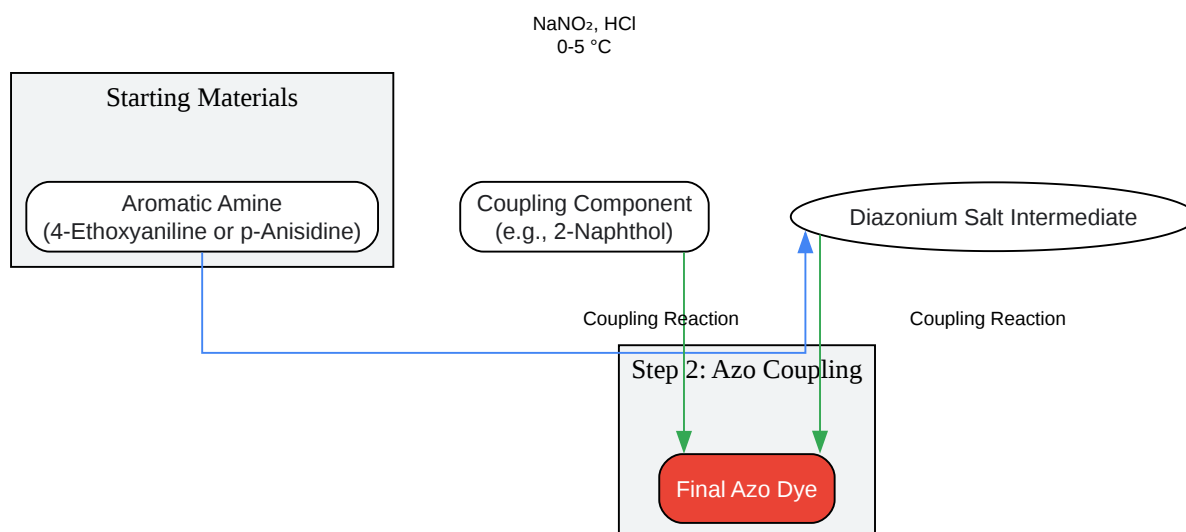 NaNO₂, HCl
0-5 °C
Starting Materials
Aromatic Amine
(4-Ethoxyaniline or p-Anisidine)
Coupling Component
(e.g., 2-Naphthol)
Diazonium Salt Intermediate
Coupling Reaction
Coupling Reaction
Step 2: Azo Coupling
Final Azo Dye